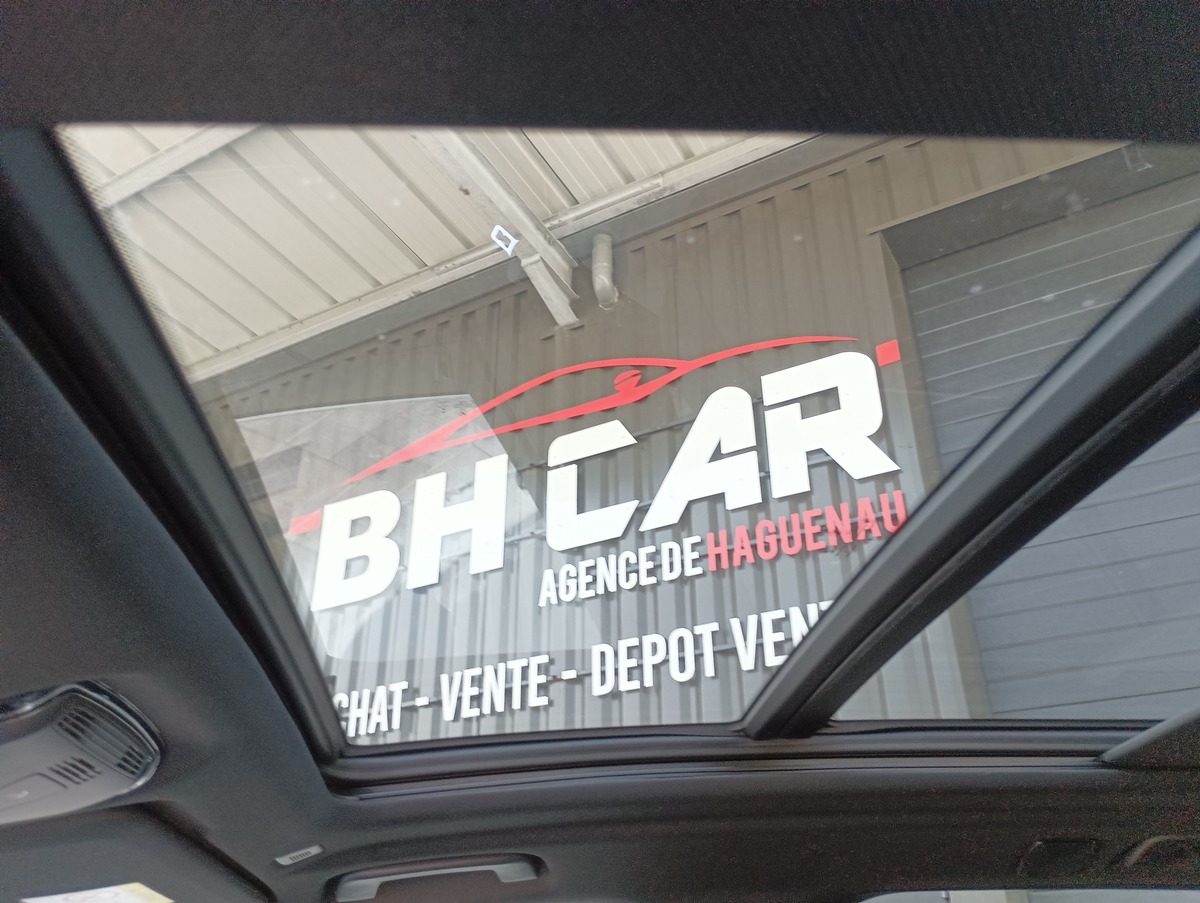 BH CAR
AGENCE DE HAGUENAU
CHAT - VENTE - DEPOT VEN